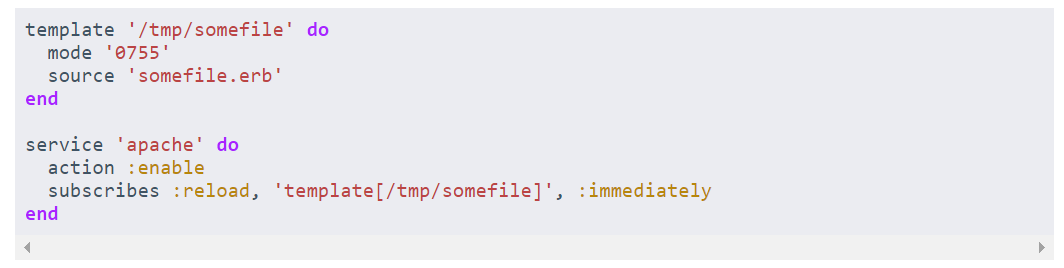 template '/tmp/somefile' do
  mode '0755'
  source 'somefile.erb'
end

service 'apache' do
  action :enable
  subscribes :reload, 'template[/tmp/somefile]', :immediately
end